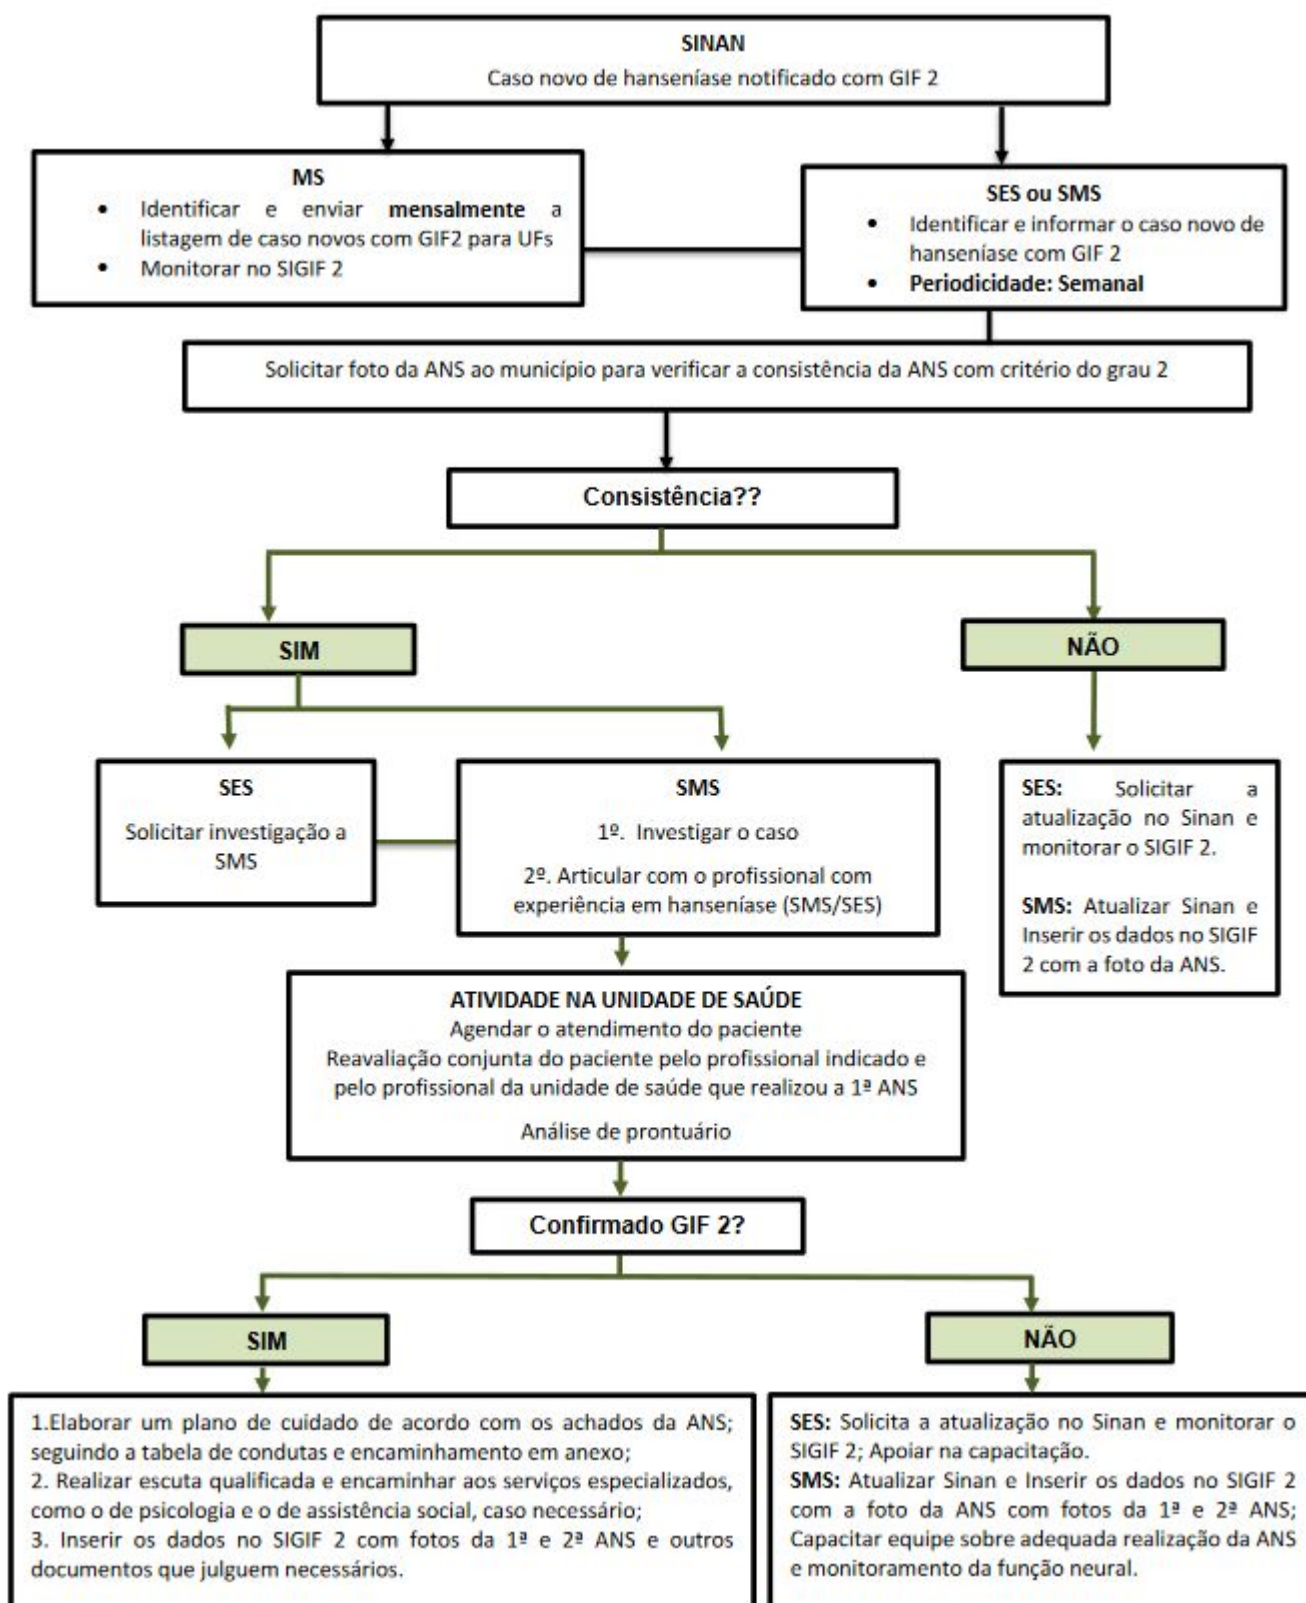 SINAN
Caso novo de hanseníase notificado com GIF 2
MS
• Identificar e enviar mensalmente a
listagem de caso novos com GIF2 para UFs
• Monitorar no SIGIF 2
SES ou SMS
• Identificar e informar o caso novo de
hanseníase com GIF 2
• Periodicidade: Semanal
Solicitar foto da ANS ao município para verificar a consistência da ANS com critério do grau 2
Consistência??
SIM
NÃO
SES
Solicitar investigação a
SMS
SMS
1º. Investigar o caso
2º. Articular com o profissional com
experiência em hanseníase (SMS/SES)
SES: Solicitar a
atualização no Sinan e
monitorar o SIGIF 2.
SMS: Atualizar Sinan e
Inserir os dados no SIGIF
2 com a foto da ANS.
ATIVIDADE NA UNIDADE DE SAÚDE
Agendar o atendimento do paciente
Reavaliação conjunta do paciente pelo profissional indicado e
pelo profissional da unidade de saúde que realizou a 1ª ANS
Análise de prontuário
Confirmado GIF 2?
SIM
NÃO
1.Elaborar um plano de cuidado de acordo com os achados da ANS;
seguindo a tabela de condutas e encaminhamento em anexo;
2. Realizar escuta qualificada e encaminhar aos serviços especializados,
como o de psicologia e o de assistência social, caso necessário;
3. Inserir os dados no SIGIF 2 com fotos da 1ª e 2ª ANS e outros
documentos que julguem necessários.
SES: Solicita a atualização no Sinan e monitorar o
SIGIF 2; Apoiar na capacitação.
SMS: Atualizar Sinan e Inserir os dados no SIGIF 2
com a foto da ANS com fotos da 1ª e 2ª ANS;
Capacitar equipe sobre adequada realização da ANS
e monitoramento da função neural.